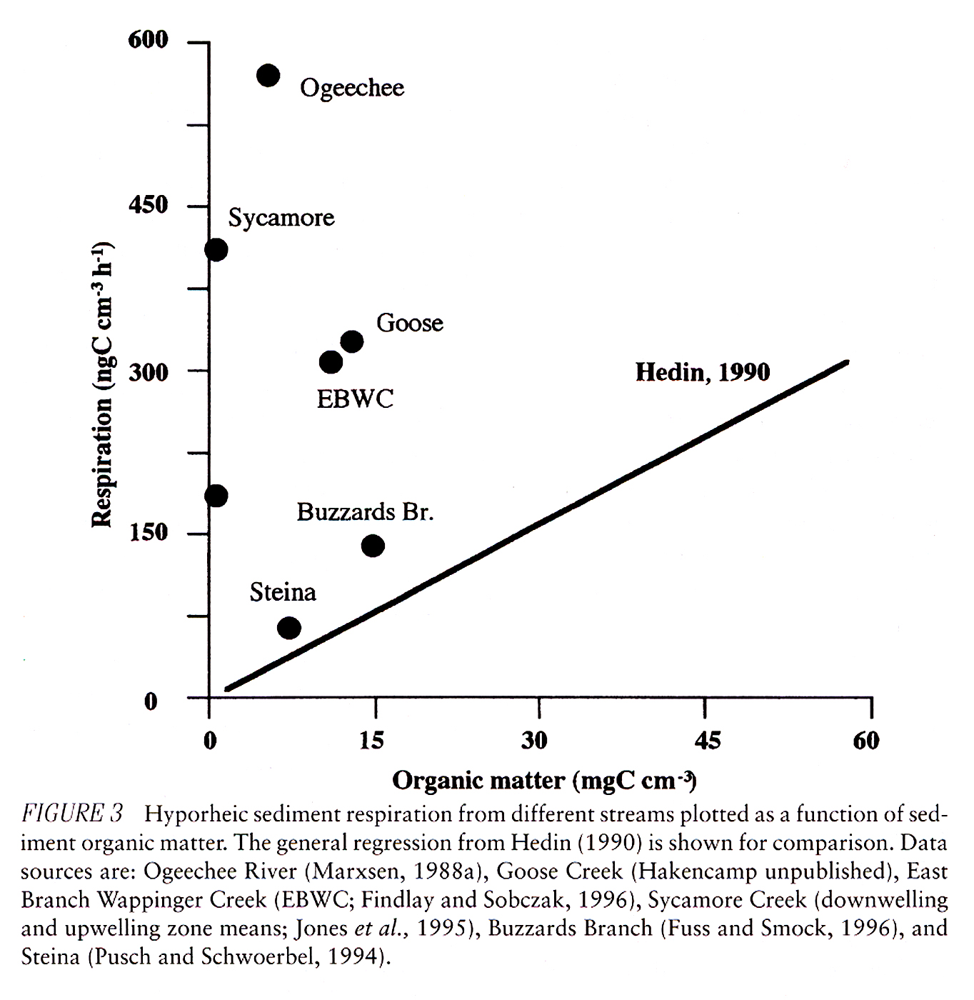 600
Ogeechee
450
Sycamore
Goose
300
EBWC
Hedin, 1990
Respiration (ngC cm-3 h-1)
Buzzards Br.
150
Steina
0
0 15 30 45 60
Organic matter (mgC cm-3)
FIGURE 3 Hyporheic sediment respiration from different streams plotted as a function of sed-
iment organic matter. The general regression from Hedin (1990) is shown for comparison. Data
sources are: Ogeechee River (Marxsen, 1988a), Goose Creek (Hakencamp unpublished), East
Branch Wappinger Creek (EBWC; Findlay and Sobczak, 1996), Sycamore Creek (downwelling
and upwelling zone means; Jones et al., 1995), Buzzards Branch (Fuss and Smock, 1996), and
Steina (Pusch and Schwoerbel, 1994).